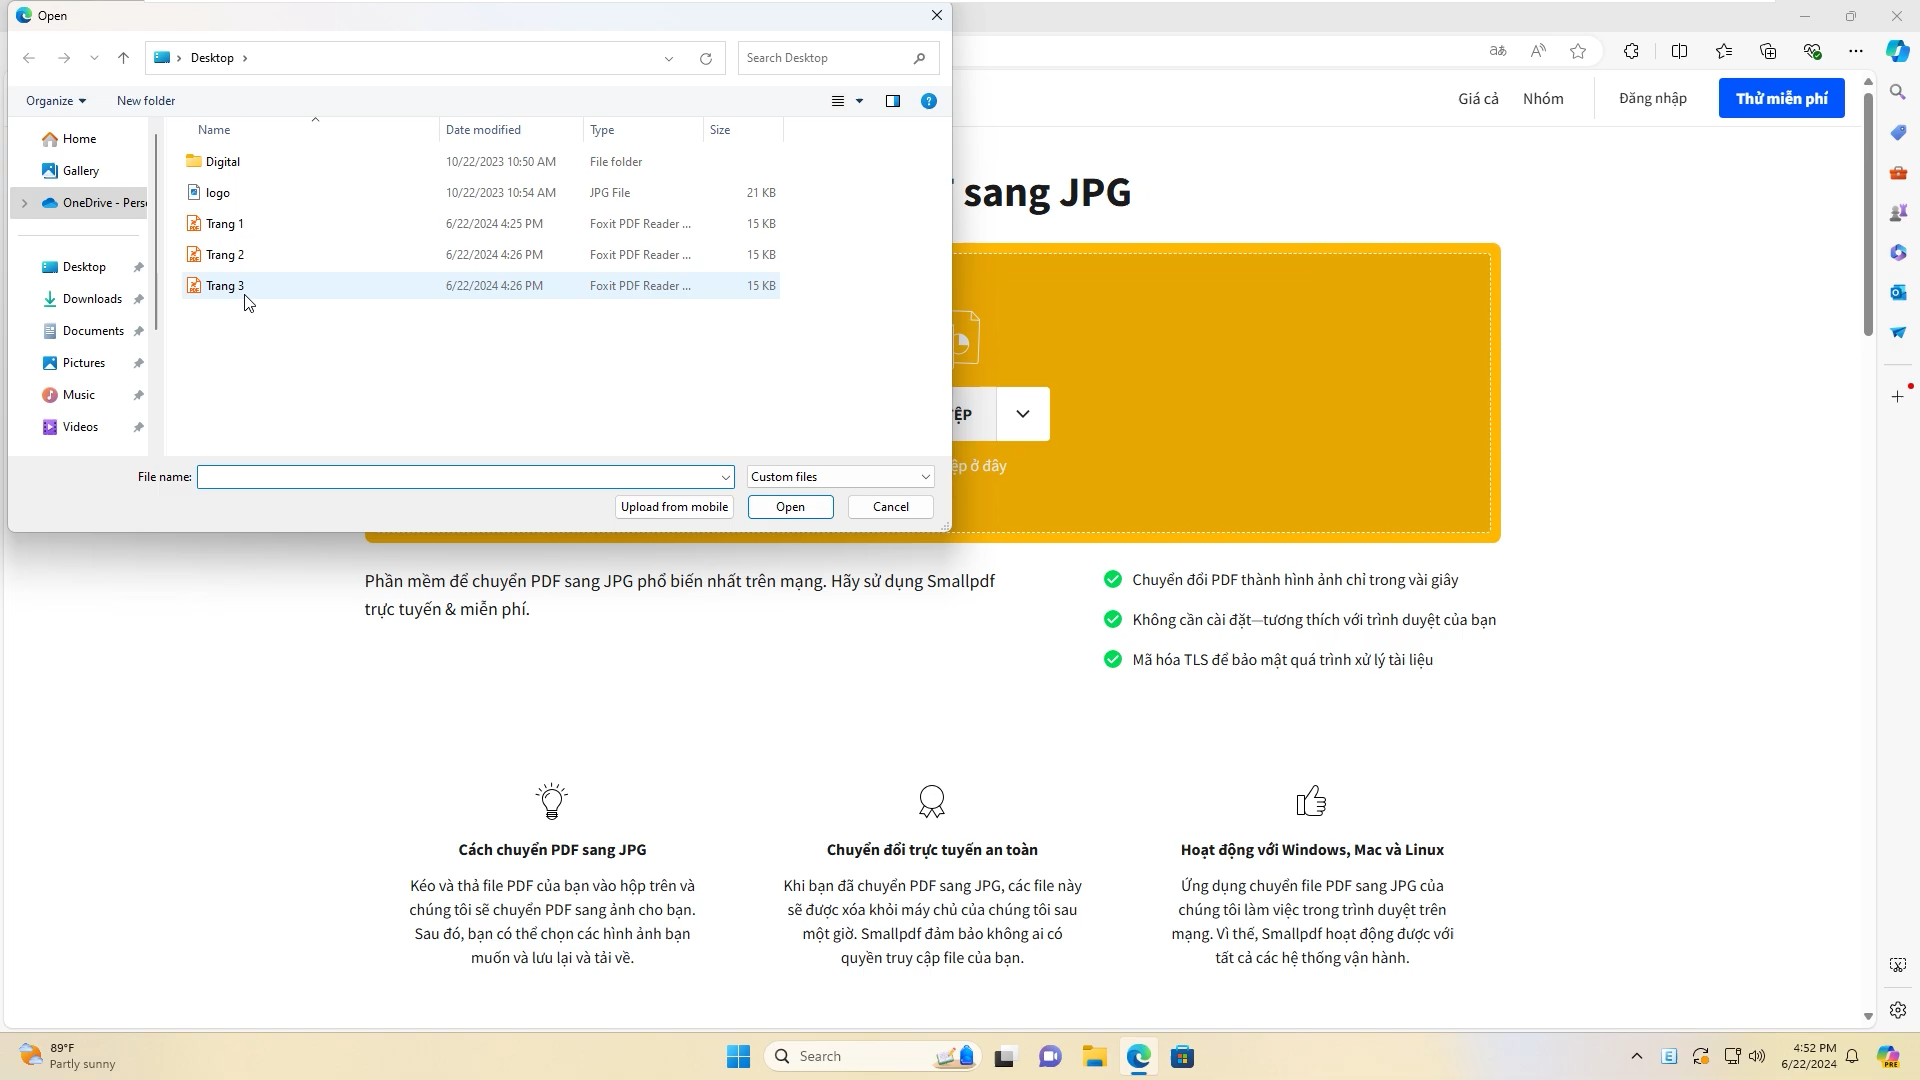 Open
Desktop
Search Desktop
Organize
New folder
Name
Date modified
Type
Size
Home
Gallery
OneDrive - Pers
Desktop
Downloads
Documents
Pictures
Music
Videos
Digital 10/22/2023 10:50 AM File folder
logo 10/22/2023 10:54 AM JPG File 21 KB
Trang 1 6/22/2024 4:25 PM Foxit PDF Reader ... 15 KB
Trang 2 6/22/2024 4:26 PM Foxit PDF Reader ... 15 KB
Trang 3 6/22/2024 4:26 PM Foxit PDF Reader ... 15 KB
File name:
Custom files
Upload from mobile
Open
Cancel
Giá cả
Nhóm
Đăng nhập
Thử miễn phí
sang JPG
ỆP
ệp ở đây
Phần mềm để chuyển PDF sang JPG phổ biến nhất trên mạng. Hãy sử dụng Smallpdf
trực tuyến & miễn phí.
Chuyển đổi PDF thành hình ảnh chỉ trong vài giây
Không cần cài đặt—tương thích với trình duyệt của bạn
Mã hóa TLS để bảo mật quá trình xử lý tài liệu
Cách chuyển PDF sang JPG
Kéo và thả file PDF của bạn vào hộp trên và
chúng tôi sẽ chuyển PDF sang ảnh cho bạn.
Sau đó, bạn có thể chọn các hình ảnh bạn
muốn và lưu lại và tải về.
Chuyển đổi trực tuyến an toàn
Khi bạn đã chuyển PDF sang JPG, các file này
sẽ được xóa khỏi máy chủ của chúng tôi sau
một giờ. Smallpdf đảm bảo không ai có
quyền truy cập file của bạn.
Hoạt động với Windows, Mac và Linux
Ứng dụng chuyển file PDF sang JPG của
chúng tôi làm việc trong trình duyệt trên
mạng. Vì thế, Smallpdf hoạt động được với
tất cả các hệ thống vận hành.
89°F
Partly sunny
Search
4:52 PM
6/22/2024